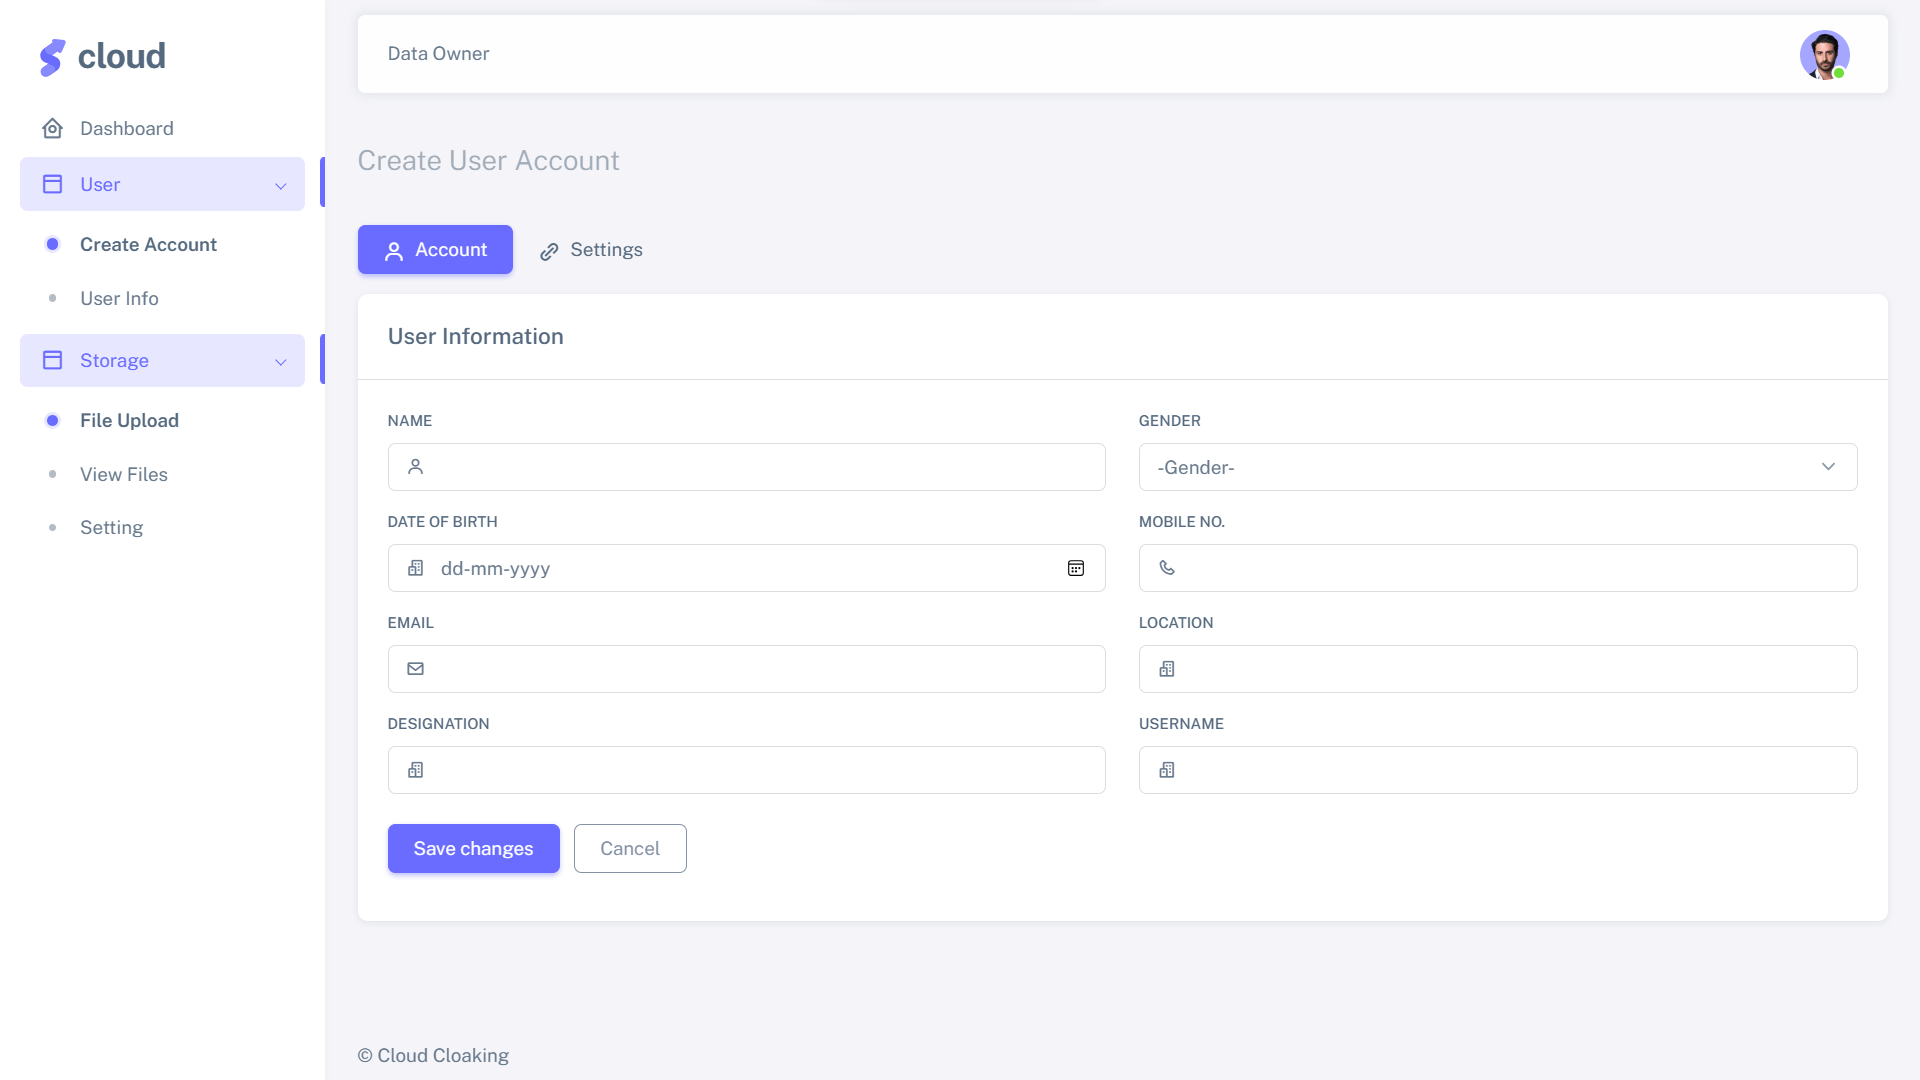 cloud
Dashboard
User
Create Account
User Info
Storage
File Upload
View Files
Setting
Data Owner
Create User Account
Account
Settings
User Information
NAME
GENDER
-Gender-
DATE OF BIRTH
MOBILE NO.
dd-mm-yyyy
EMAIL
LOCATION
DESIGNATION
USERNAME
Save changes
Cancel
© Cloud Cloaking